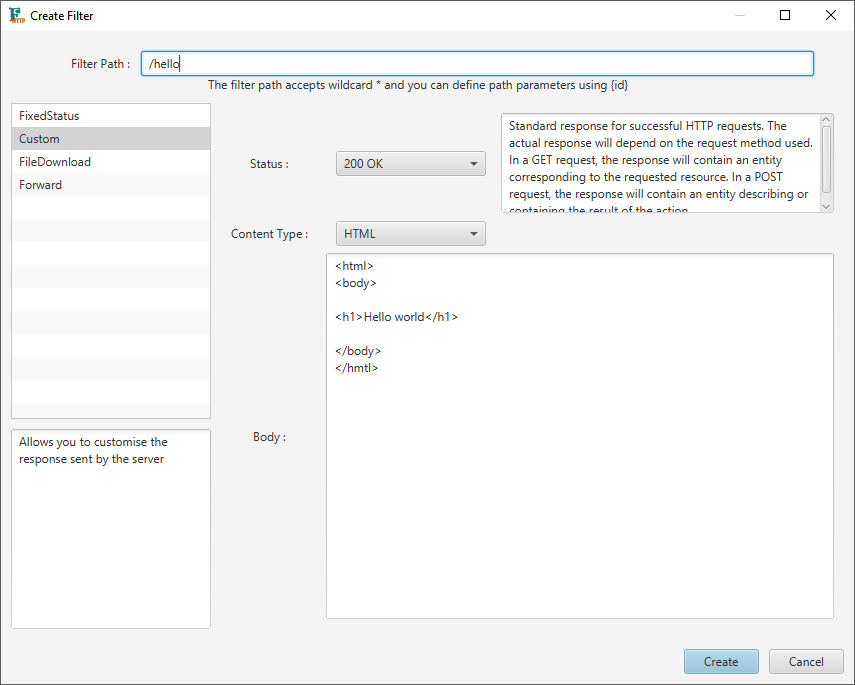 Create Filter
Filter Path :
/hello
The filter path accepts wildcard * and you can define path parameters using {id}
FixedStatus
Custom
FileDownload
Forward
Status :
200 OK
Standard response for successful HTTP requests. The
actual response will depend on the request method used.
In a GET request, the response will contain an entity
corresponding to the requested resource. In a POST
request, the response will contain an entity describing or
containing the result of the action
Content Type :
HTML
<html>
<body>
<h1>Hello world</h1>
</body>
</hmtl>
Body :
Allows you to customise the
response sent by the server
Create
Cancel